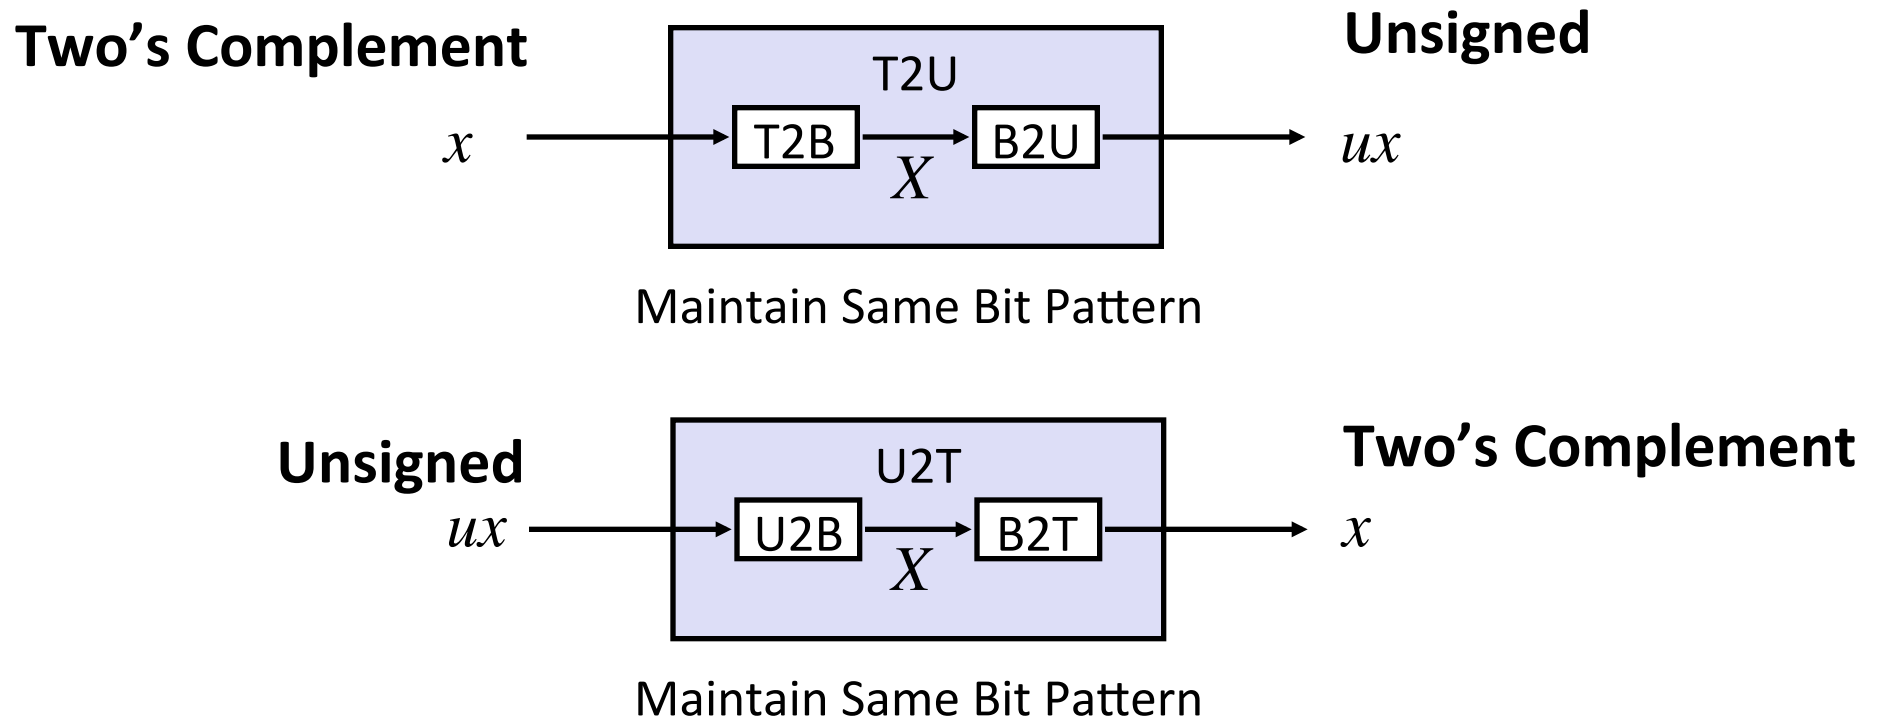 Two’s Complement
Unsigned
T2U
x
T2B
B2U
ux
X
Maintain Same Bit Pattern
Unsigned
Two’s Complement
U2T
ux
U2B
B2T
x
X
Maintain Same Bit Pattern